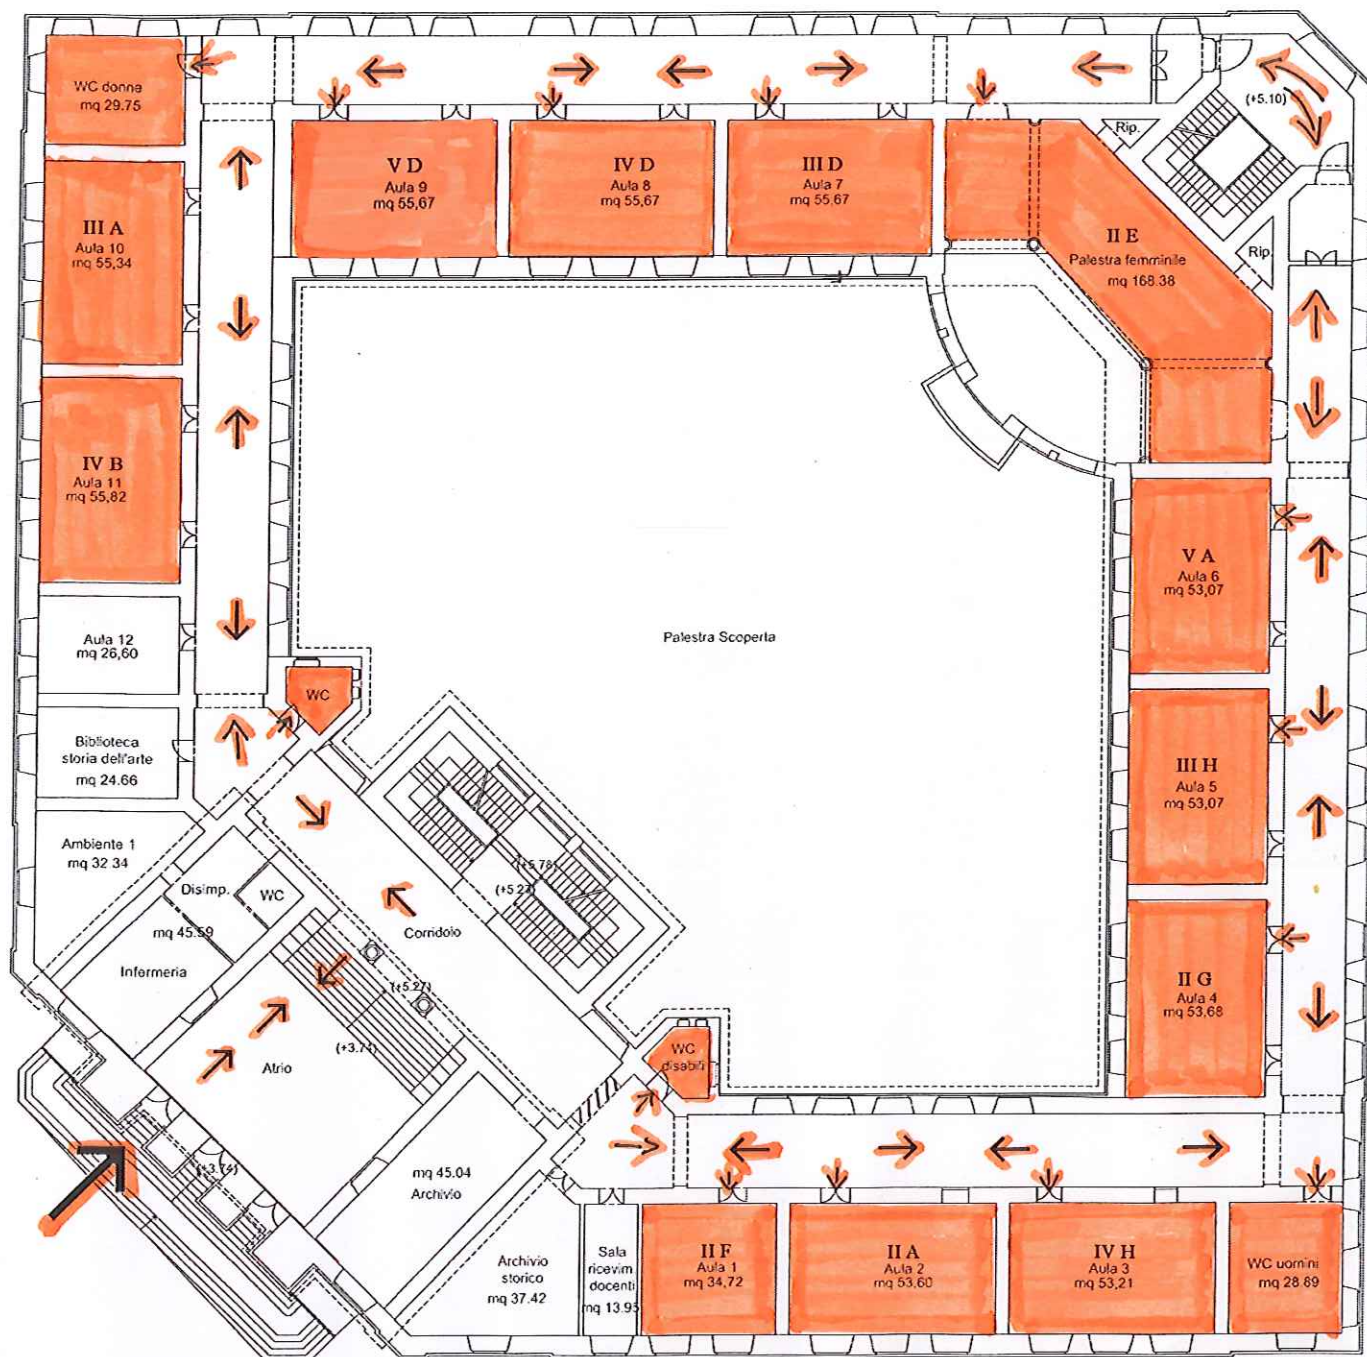 WC donne
mq 29.75
III A
Aula 10
mq 55,34
IV B
Aula 11
mq 55,82
Aula 12
mq 26,60
Biblioteca
storia dell'arte
mq 24.66
Ambiente 1
mq 32.34
V D
Aula 9
mq 55,67
IV D
Aula 8
mq 55,67
III D
Aula 7
mq 55,67
Rip.
(+5.10)
Rip.
II E
Palestra femminile
mq 168.38
V A
Aula 6
mq 53,07
III H
Aula 5
mq 53,07
II G
Aula 4
mq 53,68
Palestra Scoperta
WC
(+5.78)
(+5.27)
Corridoio
Disimp.
WC
mq 45.59
Infermeria
(+5.27)
(+3.74)
Atrio
(+3.74)
mq 45.04
Archivio
WC
disabili
Archivio
storico
mq 37.42
Sala
ricevim
docenti
mq 13.95
II F
Aula 1
mq 34,72
II A
Aula 2
mq 53,60
IV H
Aula 3
mq 53,21
WC uomini
mq 28.89